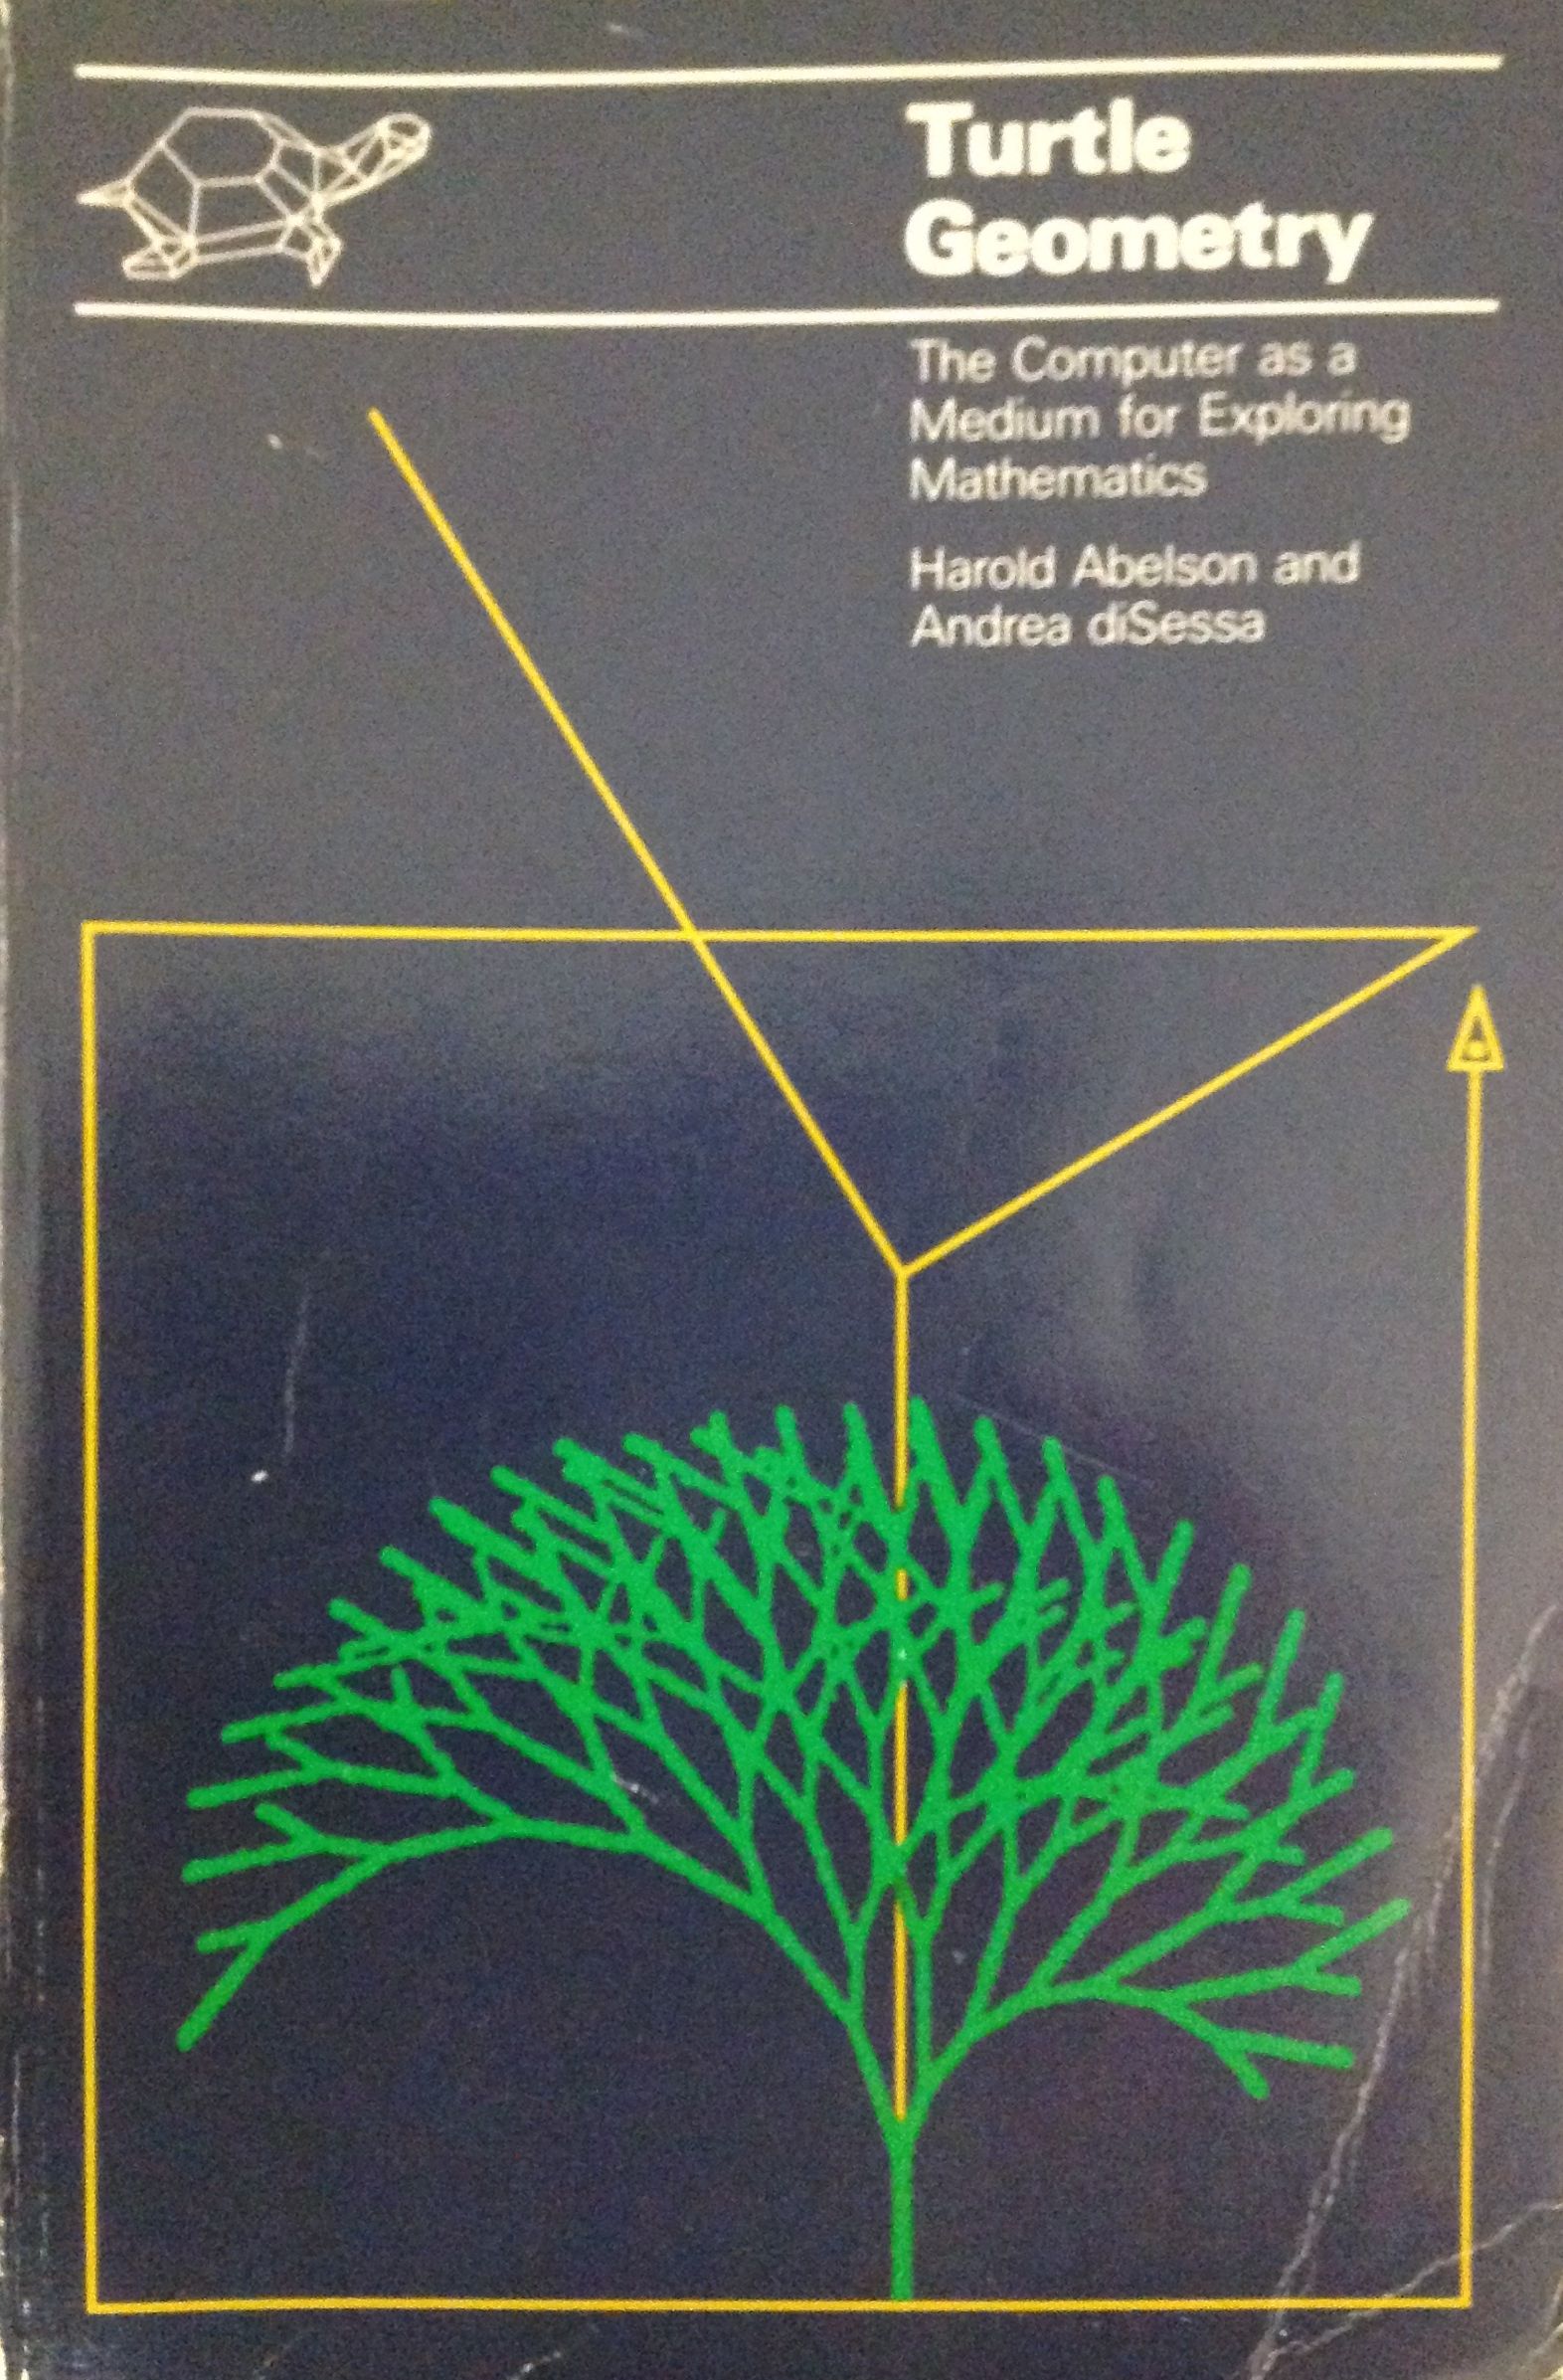 Turtle
Geometry
The Computer as a
Medium for Exploring
Mathematics
Harold Abelson and
Andrea diSessa